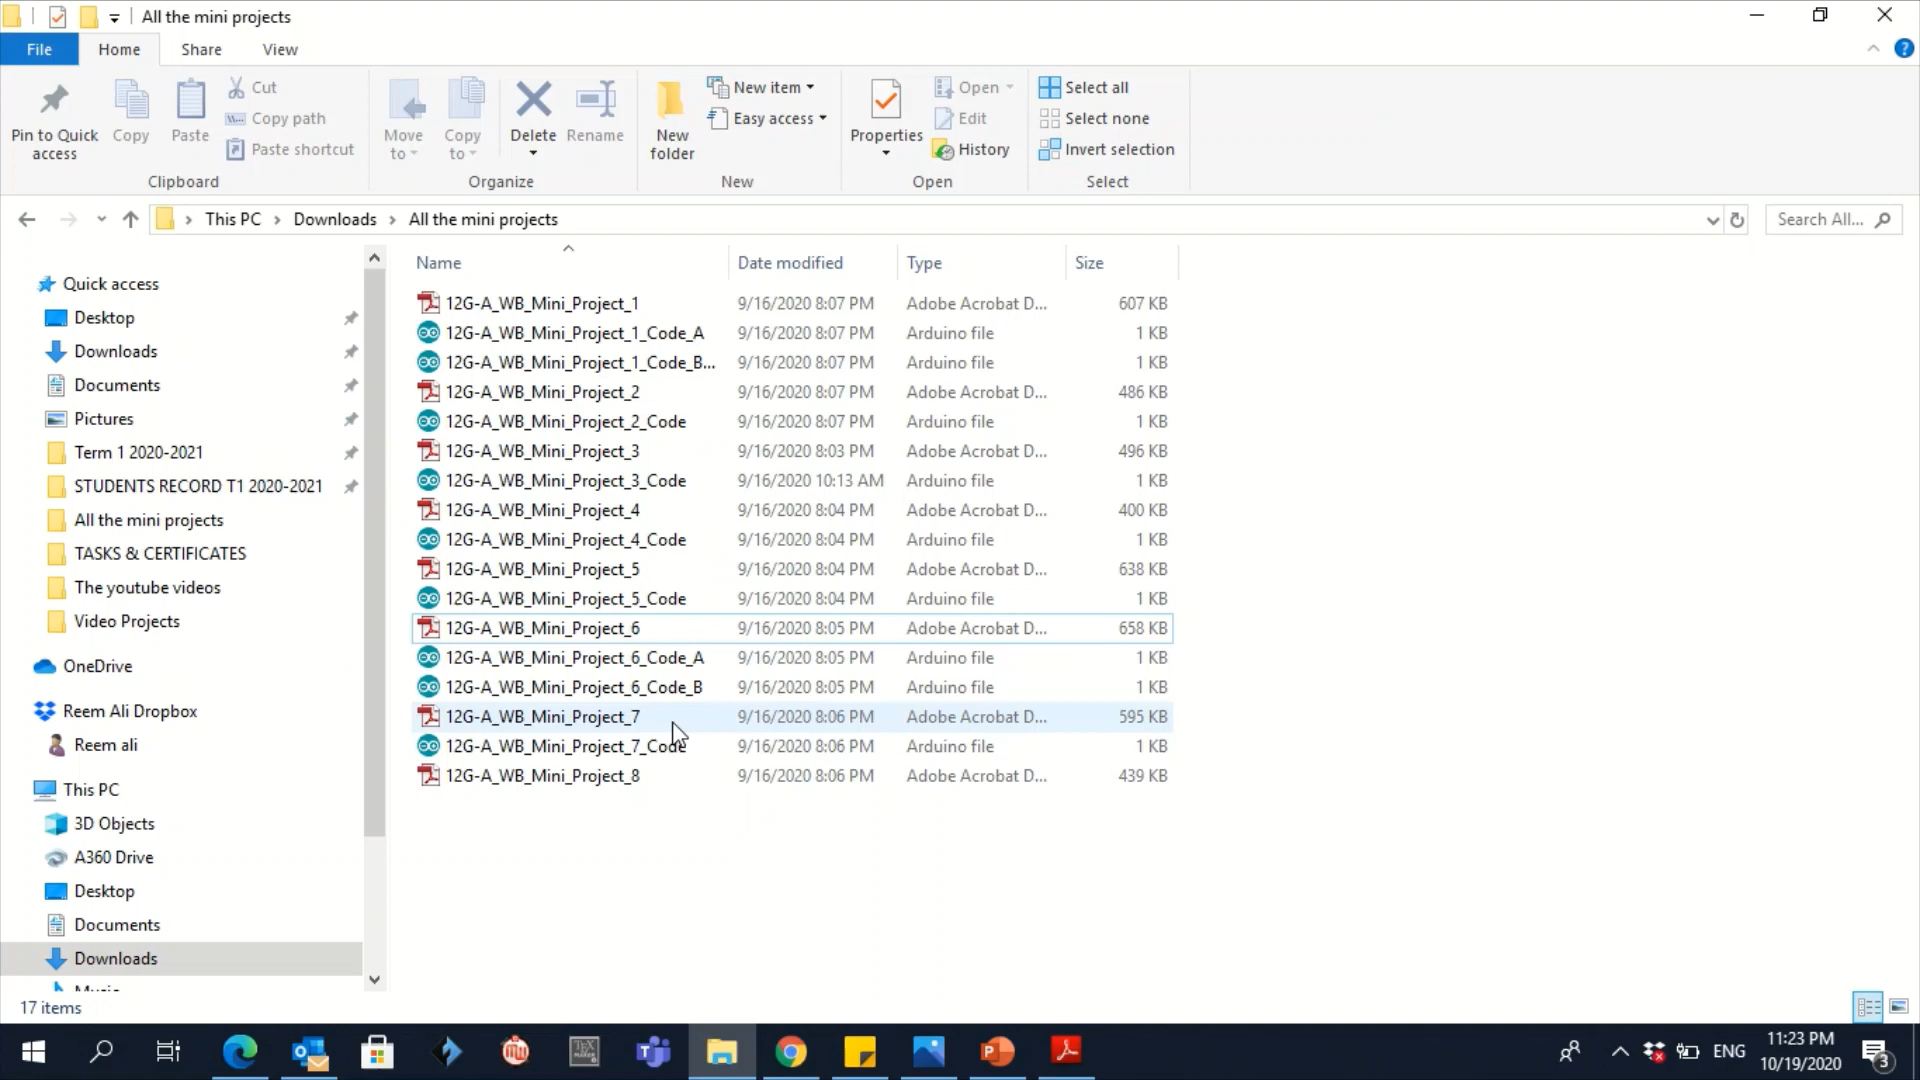 All the mini projects
File Home Share View
Pin to Quick access
Copy
Paste
Cut
Copy path
Paste shortcut
Clipboard
Move to
Copy to
Delete
Rename
Organize
New folder
New item
Easy access
New
Properties
Open
Edit
History
Open
Select all
Select none
Invert selection
Select
This PC > Downloads > All the mini projects
Search All...
Quick access
Desktop
Downloads
Documents
Pictures
Term 1 2020-2021
STUDENTS RECORD T1 2020-2021
All the mini projects
TASKS & CERTIFICATES
The youtube videos
Video Projects
OneDrive
Reem Ali Dropbox
Reem ali
This PC
3D Objects
A360 Drive
Desktop
Documents
Downloads
Music
Name Date modified Type Size
12G-A_WB_Mini_Project_1 9/16/2020 8:07 PM Adobe Acrobat D... 607 KB
12G-A_WB_Mini_Project_1_Code_A 9/16/2020 8:07 PM Arduino file 1 KB
12G-A_WB_Mini_Project_1_Code_B... 9/16/2020 8:07 PM Arduino file 1 KB
12G-A_WB_Mini_Project_2 9/16/2020 8:07 PM Adobe Acrobat D... 486 KB
12G-A_WB_Mini_Project_2_Code 9/16/2020 8:07 PM Arduino file 1 KB
12G-A_WB_Mini_Project_3 9/16/2020 8:03 PM Adobe Acrobat D... 496 KB
12G-A_WB_Mini_Project_3_Code 9/16/2020 10:13 AM Arduino file 1 KB
12G-A_WB_Mini_Project_4 9/16/2020 8:04 PM Adobe Acrobat D... 400 KB
12G-A_WB_Mini_Project_4_Code 9/16/2020 8:04 PM Arduino file 1 KB
12G-A_WB_Mini_Project_5 9/16/2020 8:04 PM Adobe Acrobat D... 638 KB
12G-A_WB_Mini_Project_5_Code 9/16/2020 8:04 PM Arduino file 1 KB
12G-A_WB_Mini_Project_6 9/16/2020 8:05 PM Adobe Acrobat D... 658 KB
12G-A_WB_Mini_Project_6_Code_A 9/16/2020 8:05 PM Arduino file 1 KB
12G-A_WB_Mini_Project_6_Code_B 9/16/2020 8:05 PM Arduino file 1 KB
12G-A_WB_Mini_Project_7 9/16/2020 8:06 PM Adobe Acrobat D... 595 KB
12G-A_WB_Mini_Project_7_Code 9/16/2020 8:06 PM Arduino file 1 KB
12G-A_WB_Mini_Project_8 9/16/2020 8:06 PM Adobe Acrobat D... 439 KB
17 items
ENG
11:23 PM
10/19/2020
3